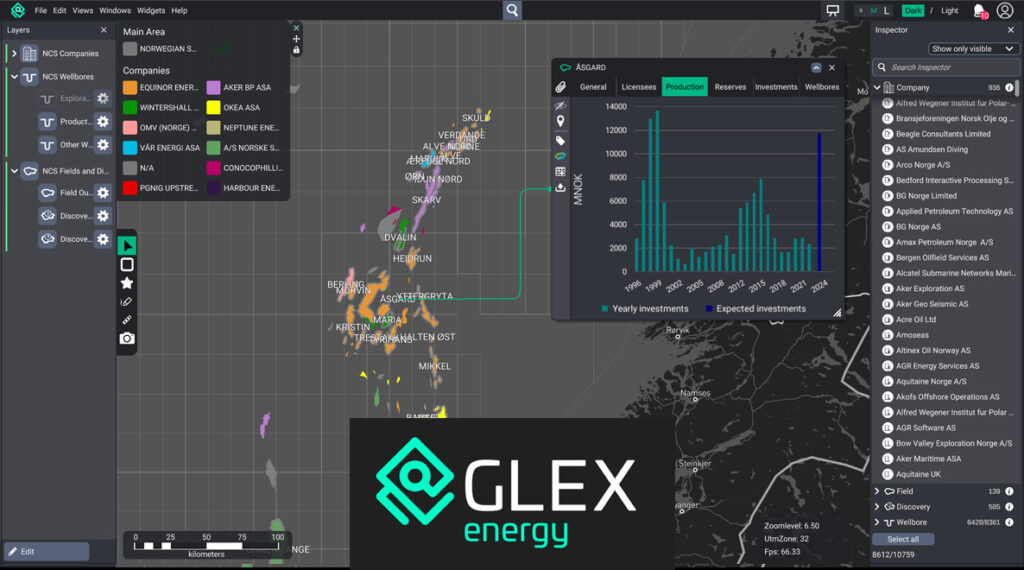 File Edit Views Windows Widgets Help
S M L
Dark / Light
10
Layers
NCS Companies
NCS Wellbores
Explora...
Product...
Other W...
NCS Fields and Di...
Field Ou...
Discove...
Discove...
Edit
Main Area
NORWEGIAN S...
Companies
EQUINOR ENER...
AKER BP ASA
WINTERSHALL ...
OKEA ASA
OMV (NORGE) ...
NEPTUNE ENE...
VÅR ENERGI ASA
A/S NORSKE S...
N/A
CONOCOPHILLI...
PGNIG UPSTRE...
HARBOUR ENE...
SKULD
VERDANDE
ALVE
SKARV
DVALIN
HEIDRUN
BERLING
MORVIN
YTTERGRYTA
ÅSGARD
MARIA
KRISTIN
HALTEN ØST
MIKKEL
ÅSGARD
General Licensees Production Reserves Investments Wellbores
MNOK
14000
12000
10000
8000
6000
4000
2000
0
1996 1999 2002 2005 2008 2012 2015 2018 2021 2024
Yearly investments Expected investments
Rørvik
Namsos
Steinkjer
GLEX
energy
0 25 50 75 100
kilometers
Zoomlevel: 6.50
UtmZone: 32
Fps: 66.33
Inspector
Show only visible
Search Inspector
Company 936
Alfred Wegener Institut fur Polar- ...
Bransjeforeningen Norsk Olje og ...
Beagle Consultants Limited
AS Amundsen Diving
Arco Norge A/S
Bedford Interactive Processing S...
BG Norge Limited
Applied Petroleum Technology AS
BG Norge AS
Amax Petroleum Norge A/S
Bergen Oilfield Services AS
Alcatel Submarine Networks Mari...
Aker Exploration AS
Aker Geo Seismic AS
Acre Oil Ltd
Amoseas
Altinex Oil Norway AS
AGR Energy Services AS
Aquitaine Norge A/S
Akofs Offshore Operations AS
Alfred Wegener Institut fur Polar ...
AGR Software AS
Bow Valley Exploration Norge A/S
Aker Maritime ASA
Aquitaine UK
Field 139
Discovery 585
Wellbore 6428/8361
Select all
8612/10759